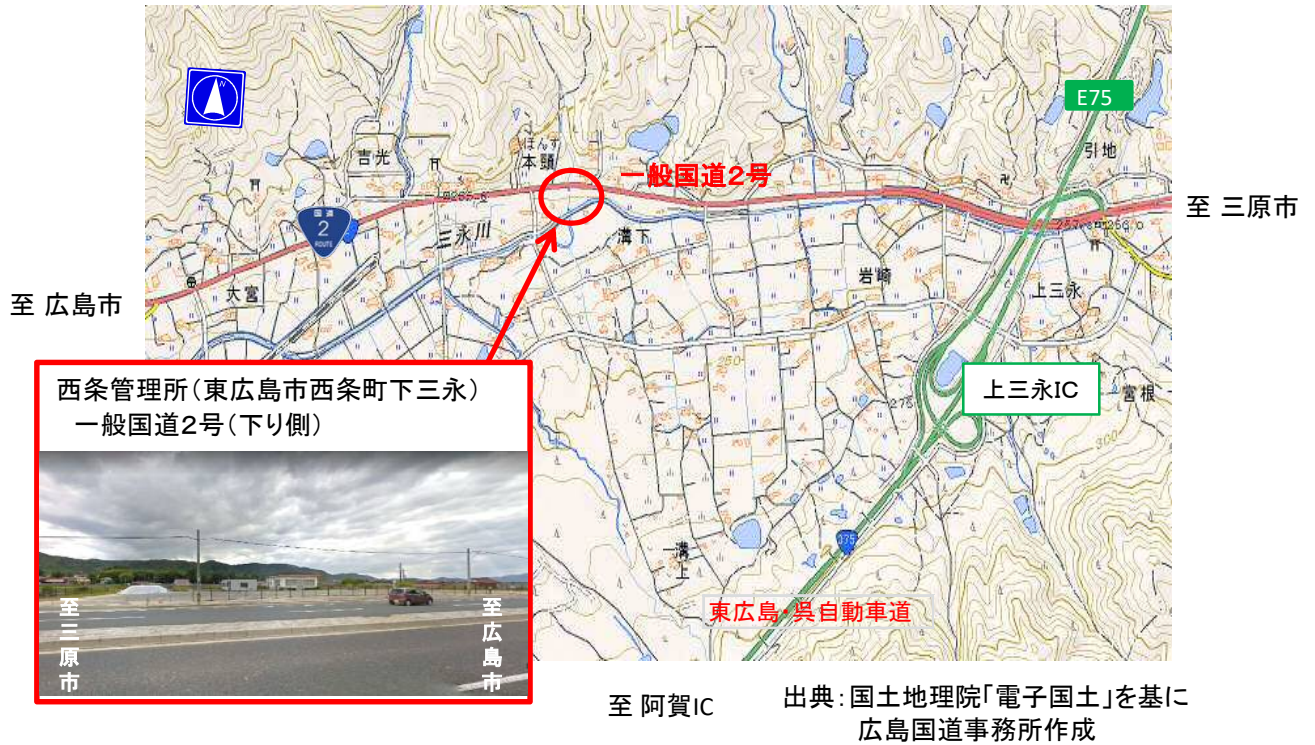 N
E75
引地
ほんず
本頭
吉光
一般国道2号
至 三原市
国道
2
ROUTE
三永川
溝下
大宮
岩崎
上三永
至 広島市
250
西条管理所(東広島市西条町下三永)
一般国道2号(下り側)
上三永IC
宮根
275
300
至三原市
至広島市
375
溝上
東広島・呉自動車道
至 阿賀IC
出典:国土地理院「電子国土」を基に
広島国道事務所作成